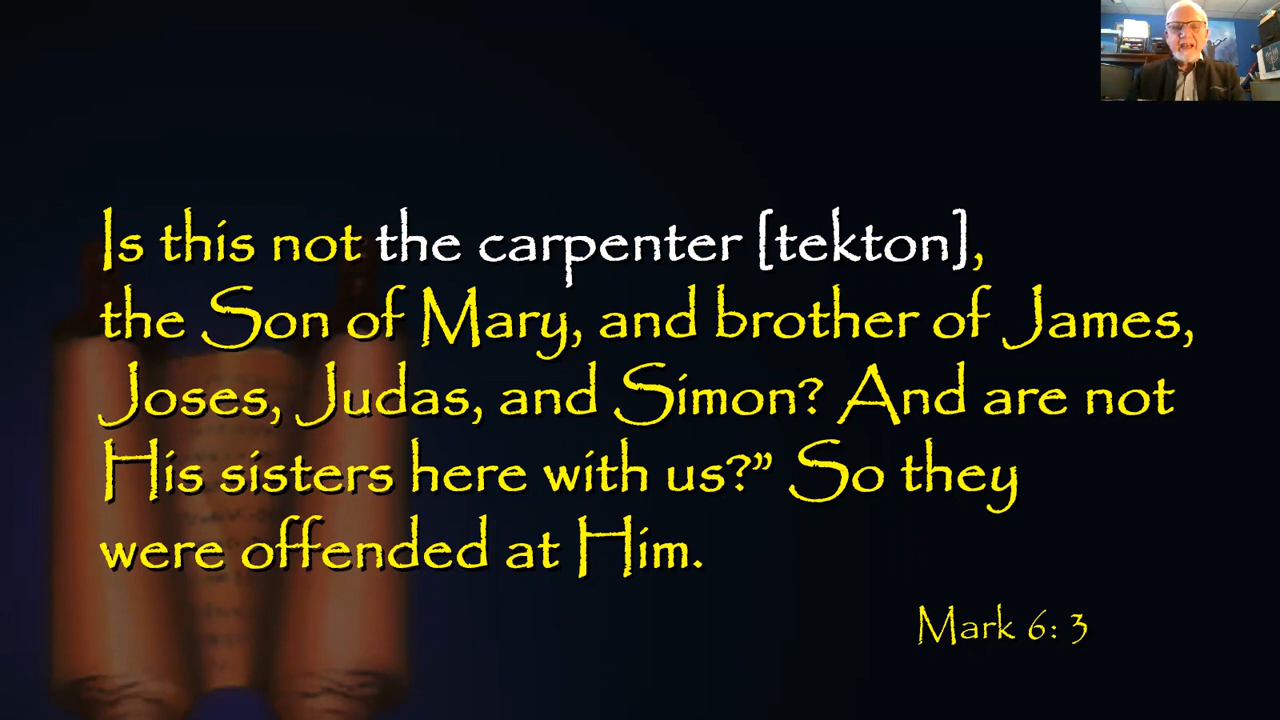 Is this not the carpenter [tekton],
the Son of Mary, and brother of James,
Joses, Judas, and Simon? And are not
His sisters here with us?” So they
were offended at Him.
Mark 6: 3